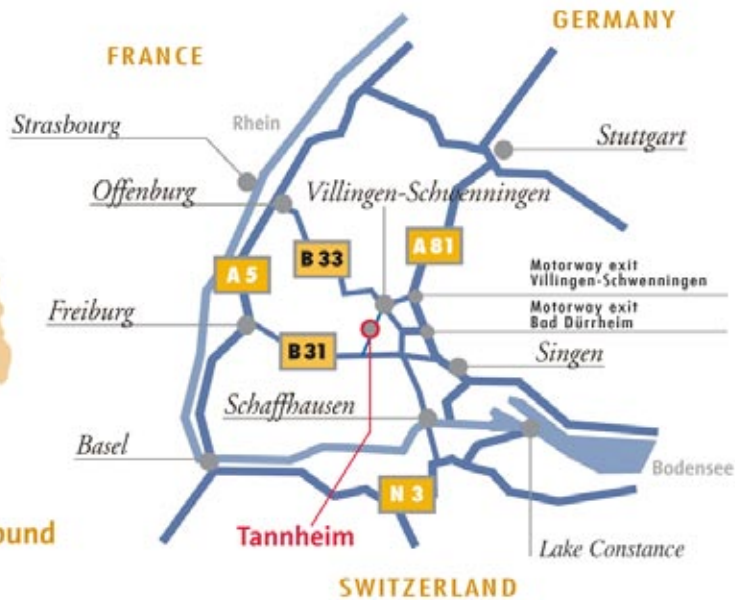 GERMANY
FRANCE
Strasbourg
Rhein
Stuttgart
Offenburg
Villingen-Schwenningen
A 81
B 33
A 5
Motorway exit
Villingen-Schwenningen
Motorway exit
Bad Dürrheim
Freiburg
B 31
Singen
Schaffhausen
Basel
Bodensee
N 3
ound
Tannheim
Lake Constance
SWITZERLAND